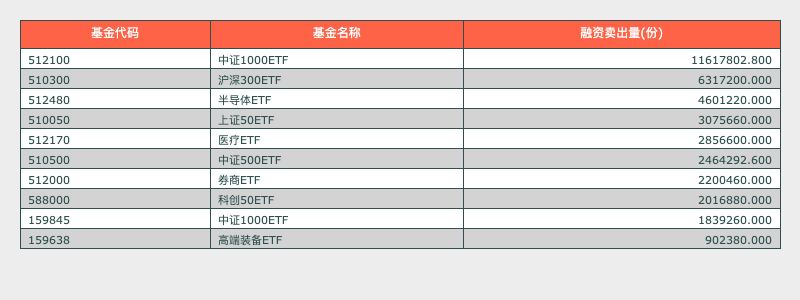 基金代码 基金名称 融资卖出量(份)
512100 中证1000ETF 11617802.800
510300 沪深300ETF 6317200.000
512480 半导体ETF 4601220.000
510050 上证50ETF 3075660.000
512170 医疗ETF 2856600.000
510500 中证500ETF 2464292.600
512000 券商ETF 2200460.000
588000 科创50ETF 2016880.000
159845 中证1000ETF 1839260.000
159638 高端装备ETF 902380.000